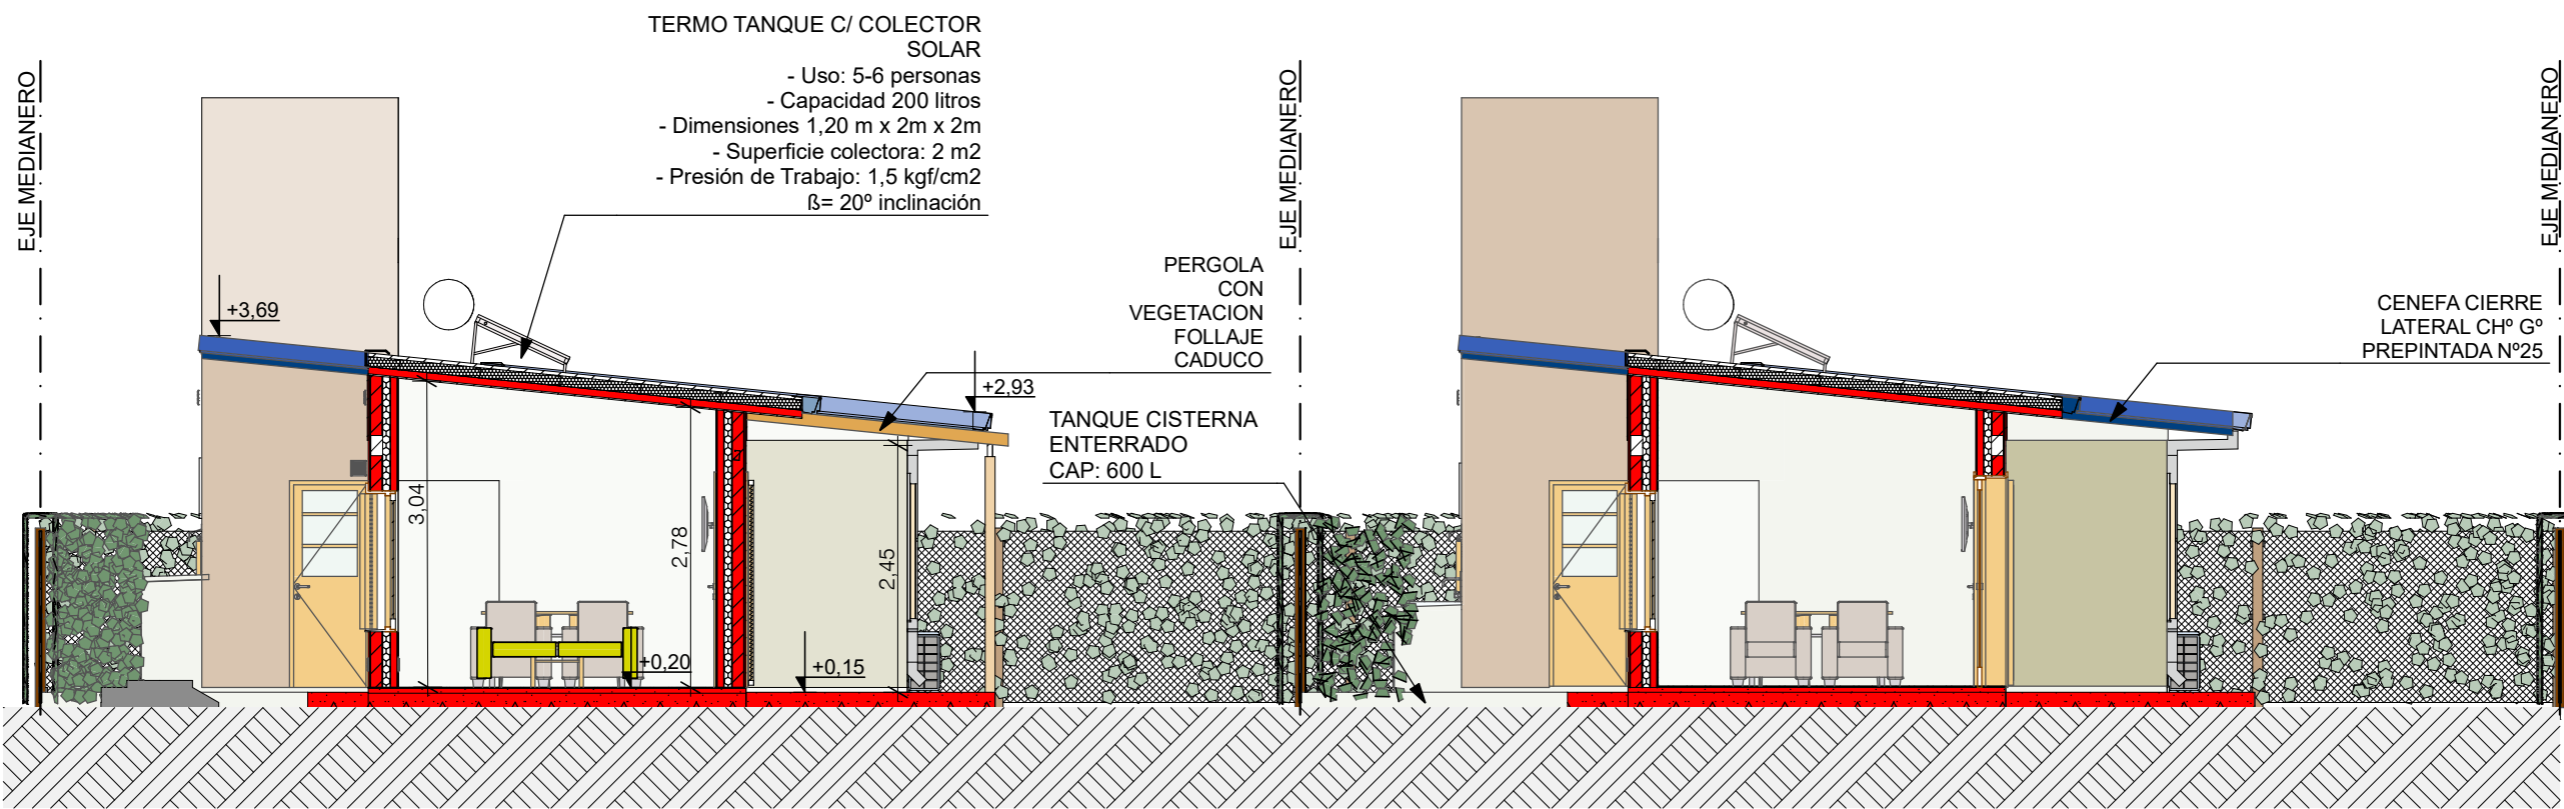 TERMO TANQUE C/ COLECTOR
SOLAR
- Uso: 5-6 personas
- Capacidad 200 litros
- Dimensiones 1,20 m x 2m x 2m
- Superficie colectora: 2 m2
- Presión de Trabajo: 1,5 kgf/cm2
ß= 20º inclinación
EJE MEDIANERO
EJE MEDIANERO
EJE MEDIANERO
PERGOLA
CON
VEGETACION
FOLLAJE
CADUCO
+3,69
+2,93
CENEFA CIERRE
LATERAL CHº Gº
PREPINTADA Nº25
TANQUE CISTERNA
ENTERRADO
CAP: 600 L
3,04
2,78
2,45
+0,20
+0,15